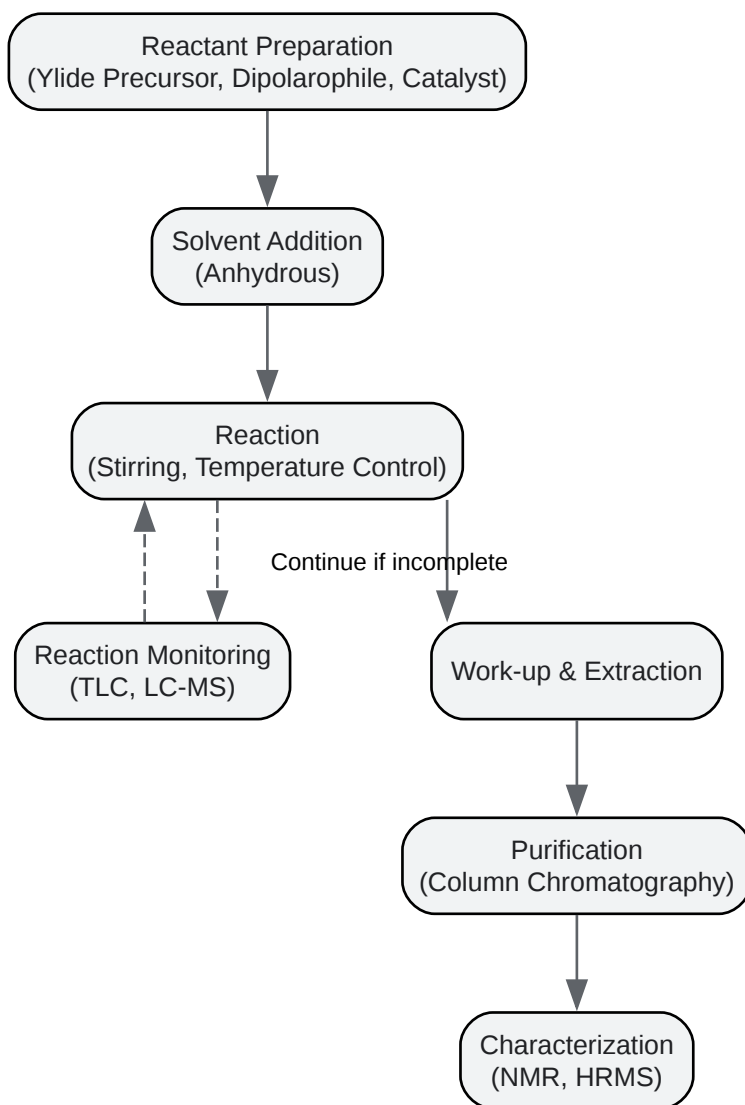 Reactant Preparation
(Ylide Precursor, Dipolarophile, Catalyst)
Solvent Addition
(Anhydrous)
Reaction
(Stirring, Temperature Control)
Continue if incomplete
Reaction Monitoring
(TLC, LC-MS)
Work-up & Extraction
Purification
(Column Chromatography)
Characterization
(NMR, HRMS)